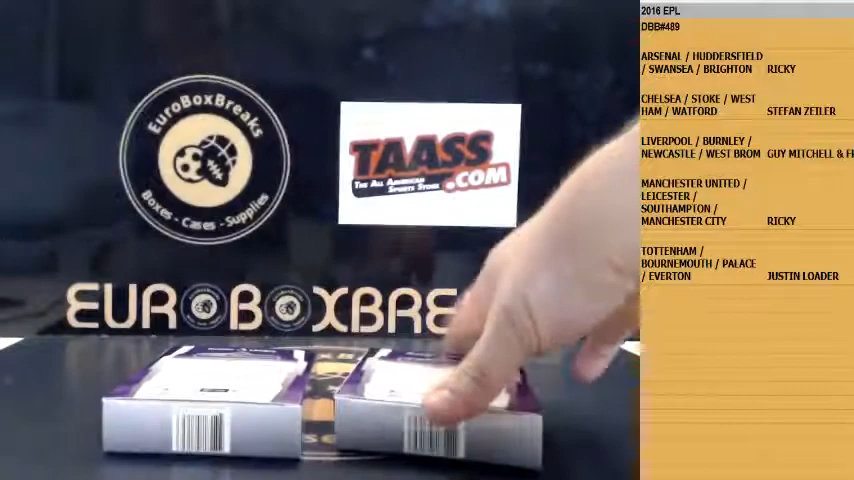 EuroBoxBreaks
Boxes - Cases - Supplies
TAASS
THE ALL AMERICAN
SPORTS STORE
.COM
EUROBOXBRE
2016 EPL
DBB#489
ARSENAL / HUDDERSFIELD
/ SWANSEA / BRIGHTON RICKY
CHELSEA / STOKE / WEST
HAM / WATFORD STEFAN ZEILER
LIVERPOOL / BURNLEY /
NEWCASTLE / WEST BROM GUY MITCHELL &
MANCHESTER UNITED /
LEICESTER /
SOUTHAMPTON /
MANCHESTER CITY RICKY
TOTTENHAM /
BOURNEMOUTH / PALACE
/ EVERTON JUSTIN LOADER